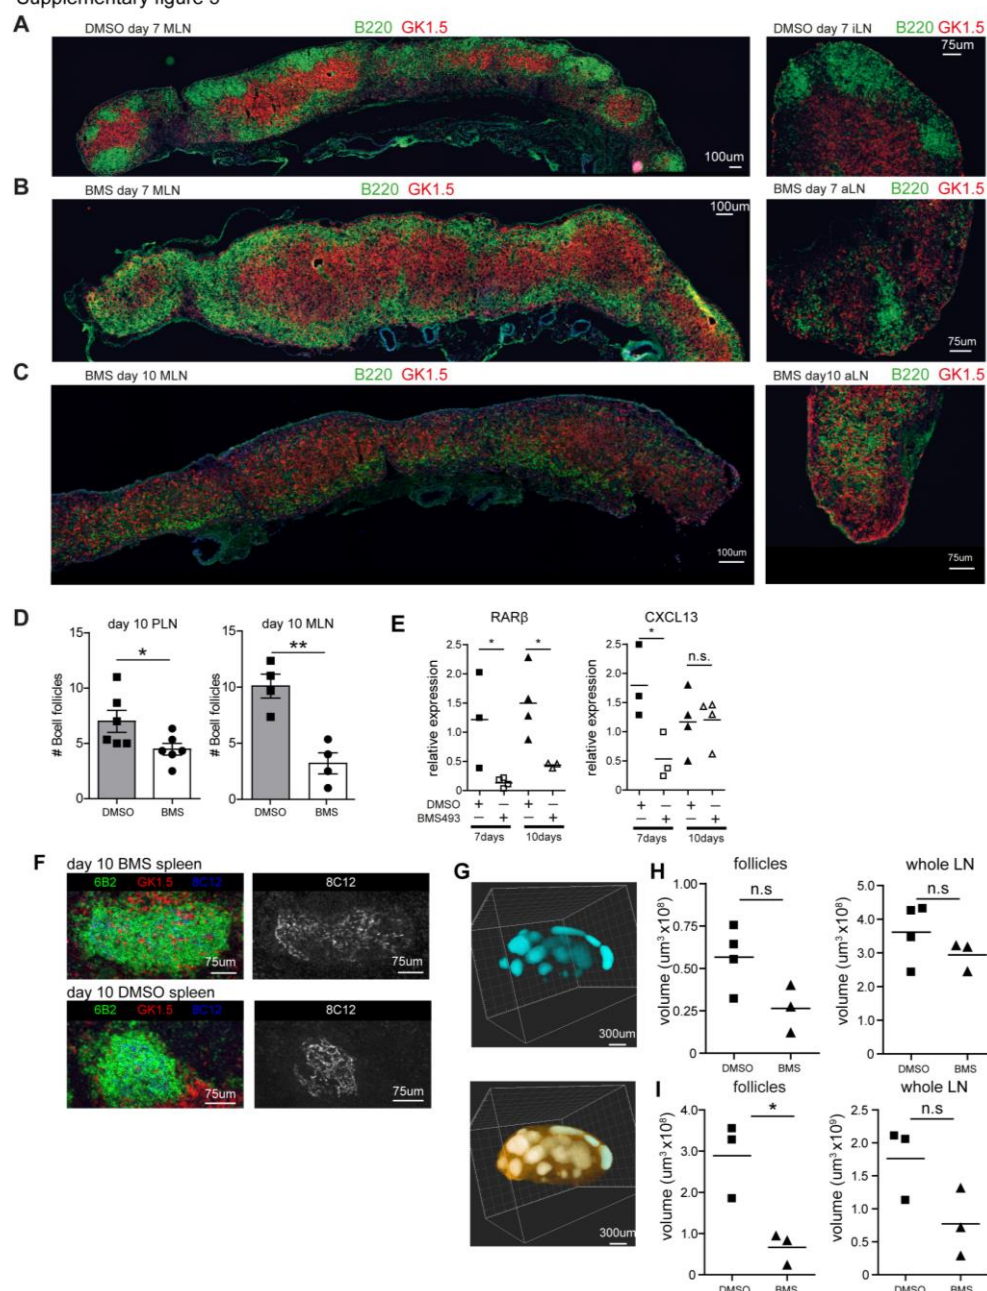 Supplementary figure
A
DMSO day 7 MLN
B220 GK1.5
100um
DMSO day 7 iLN
B220 GK1.5
75um
B
BMS day 7 MLN
B220 GK1.5
100um
BMS day 7 aLN
B220 GK1.5
75um
C
BMS day 10 MLN
B220 GK1.5
100um
BMS day10 aLN
B220 GK1.5
75um
D
day 10 PLN
# Bcell follicles
15
10
5
0
*
DMSO
BMS
day 10 MLN
# Bcell follicles
15
10
5
0
**
DMSO
BMS
E
RARβ
relative expression
2.5
2.0
1.5
1.0
0.5
0
*
*
DMSO + — + —
BMS493 — + — +
7days
10days
CXCL13
relative expression
2.5
2.0
1.5
1.0
0.5
0
*
n.s.
+ — + —
— + — +
7days
10days
F
day 10 BMS spleen
6B2 GK1.5 8C12
75um
8C12
75um
day 10 DMSO spleen
6B2 GK1.5 8C12
75um
8C12
75um
G
300um
300um
H
follicles
volume (um³ x10⁸)
1.00
0.75
0.50
0.25
0
n.s
DMSO
BMS
whole LN
volume (um³ x10⁸)
5.0
4.0
3.0
2.0
1.0
0
n.s
DMSO
BMS
I
follicles
volume (um³ x10⁸)
4.0
3.0
2.0
1.0
0
*
DMSO
BMS
whole LN
volume (um³ x10⁹)
2.5
2.0
1.5
1.0
0.5
0
n.s
DMSO
BMS